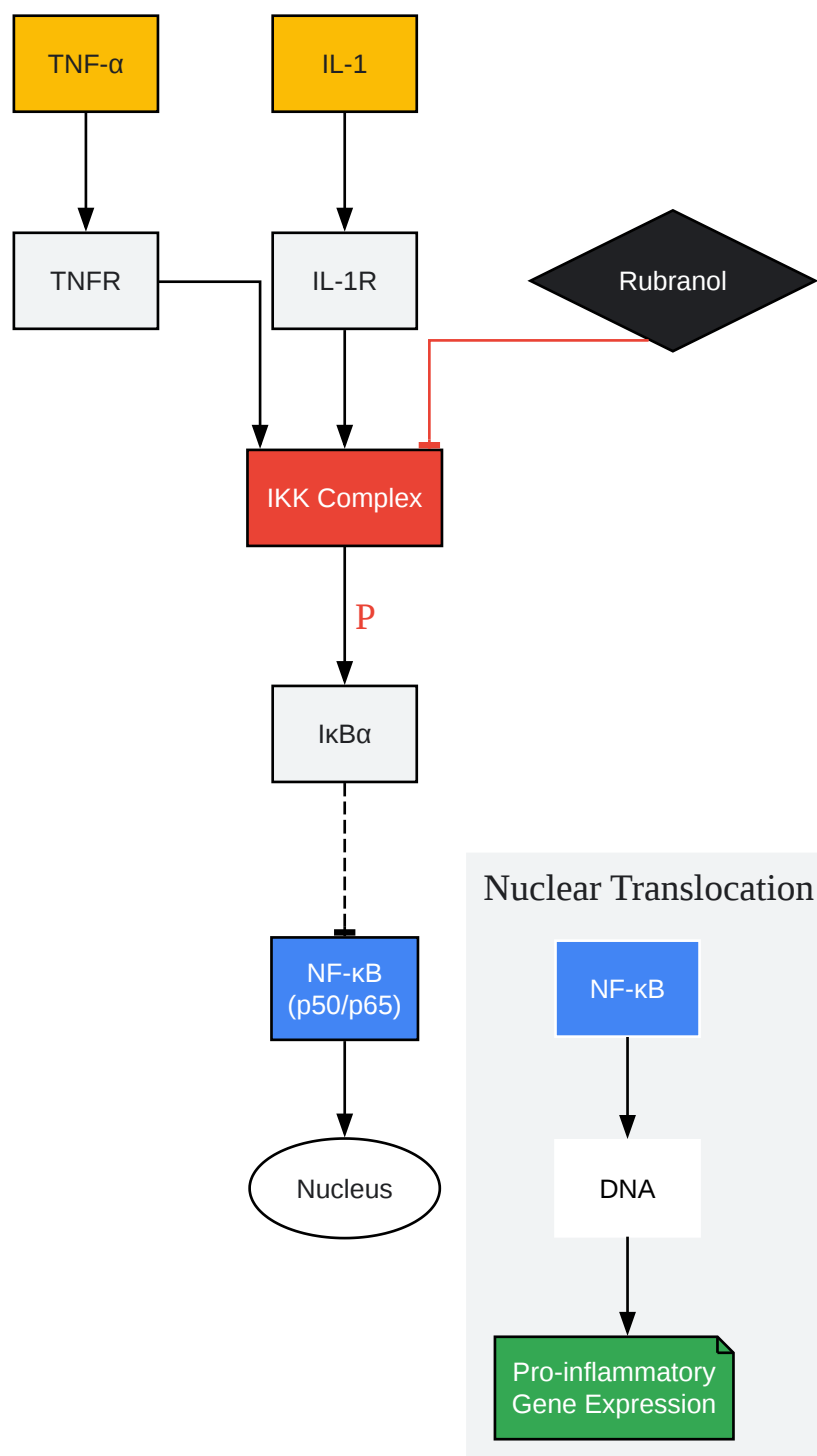 TNF-α
IL-1
TNFR
IL-1R
Rubranol
IKK Complex
P
IκBα
Nuclear Translocation
NF-κB
(p50/p65)
NF-κB
Nucleus
DNA
Pro-inflammatory
Gene Expression